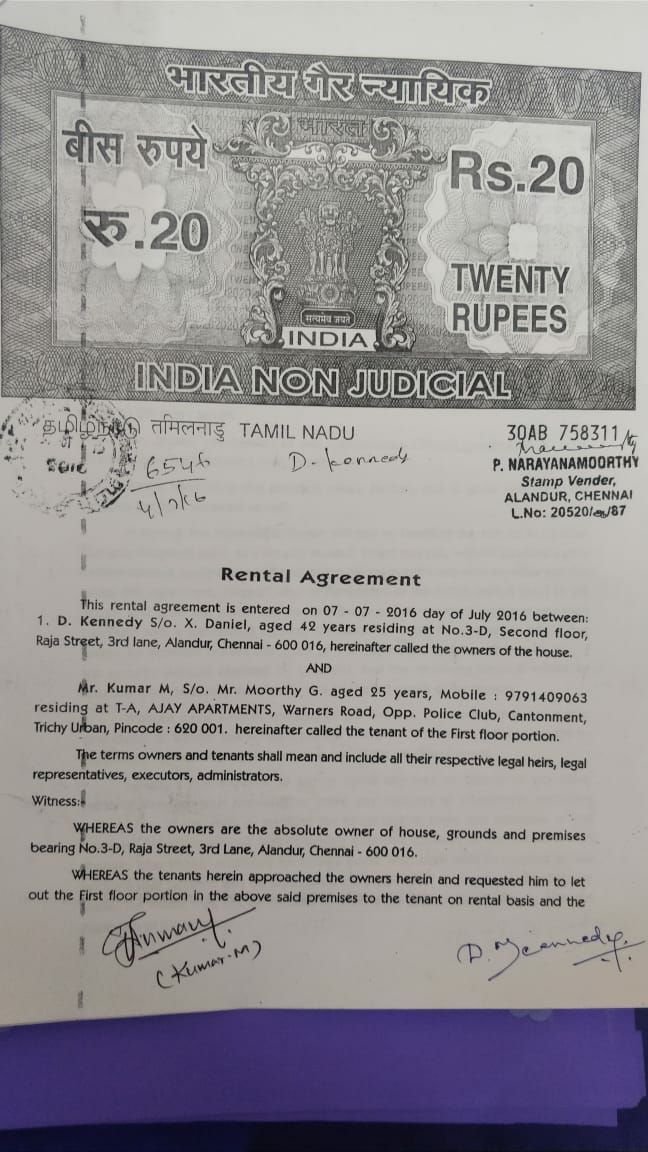 भारतीय गैर न्यायिक
भारत
बीस रुपये
रु.20
Rs.20
TWENTY
RUPEES
सत्यमेव जयते
INDIA
INDIA NON JUDICIAL
தமிழ்நாடு तमिलनाडु TAMIL NADU
30AB 758311
6546
D. Kennedy
P. NARAYANAMOORTHY
Stamp Vender,
ALANDUR, CHENNAI
L.No: 20520/ /87
Rental Agreement
This rental agreement is entered on 07 - 07 - 2016 day of July 2016 between:
1. D. Kennedy S/o. X. Daniel, aged 42 years residing at No.3-D, Second floor,
Raja Street, 3rd lane, Alandur, Chennai - 600 016, hereinafter called the owners of the house.
AND
Mr. Kumar M, S/o. Mr. Moorthy G. aged 25 years, Mobile : 9791409063
residing at T-A, AJAY APARTMENTS, Warners Road, Opp. Police Club, Cantonment,
Trichy Urban, Pincode : 620 001. hereinafter called the tenant of the First floor portion.
The terms owners and tenants shall mean and include all their respective legal heirs, legal
representatives, executors, administrators.
Witness:
WHEREAS the owners are the absolute owner of house, grounds and premises
bearing No.3-D, Raja Street, 3rd Lane, Alandur, Chennai - 600 016.
WHEREAS the tenants herein approached the owners herein and requested him to let
out the First floor portion in the above said premises to the tenant on rental basis and the
(Kumar.M)
D. Kennedy